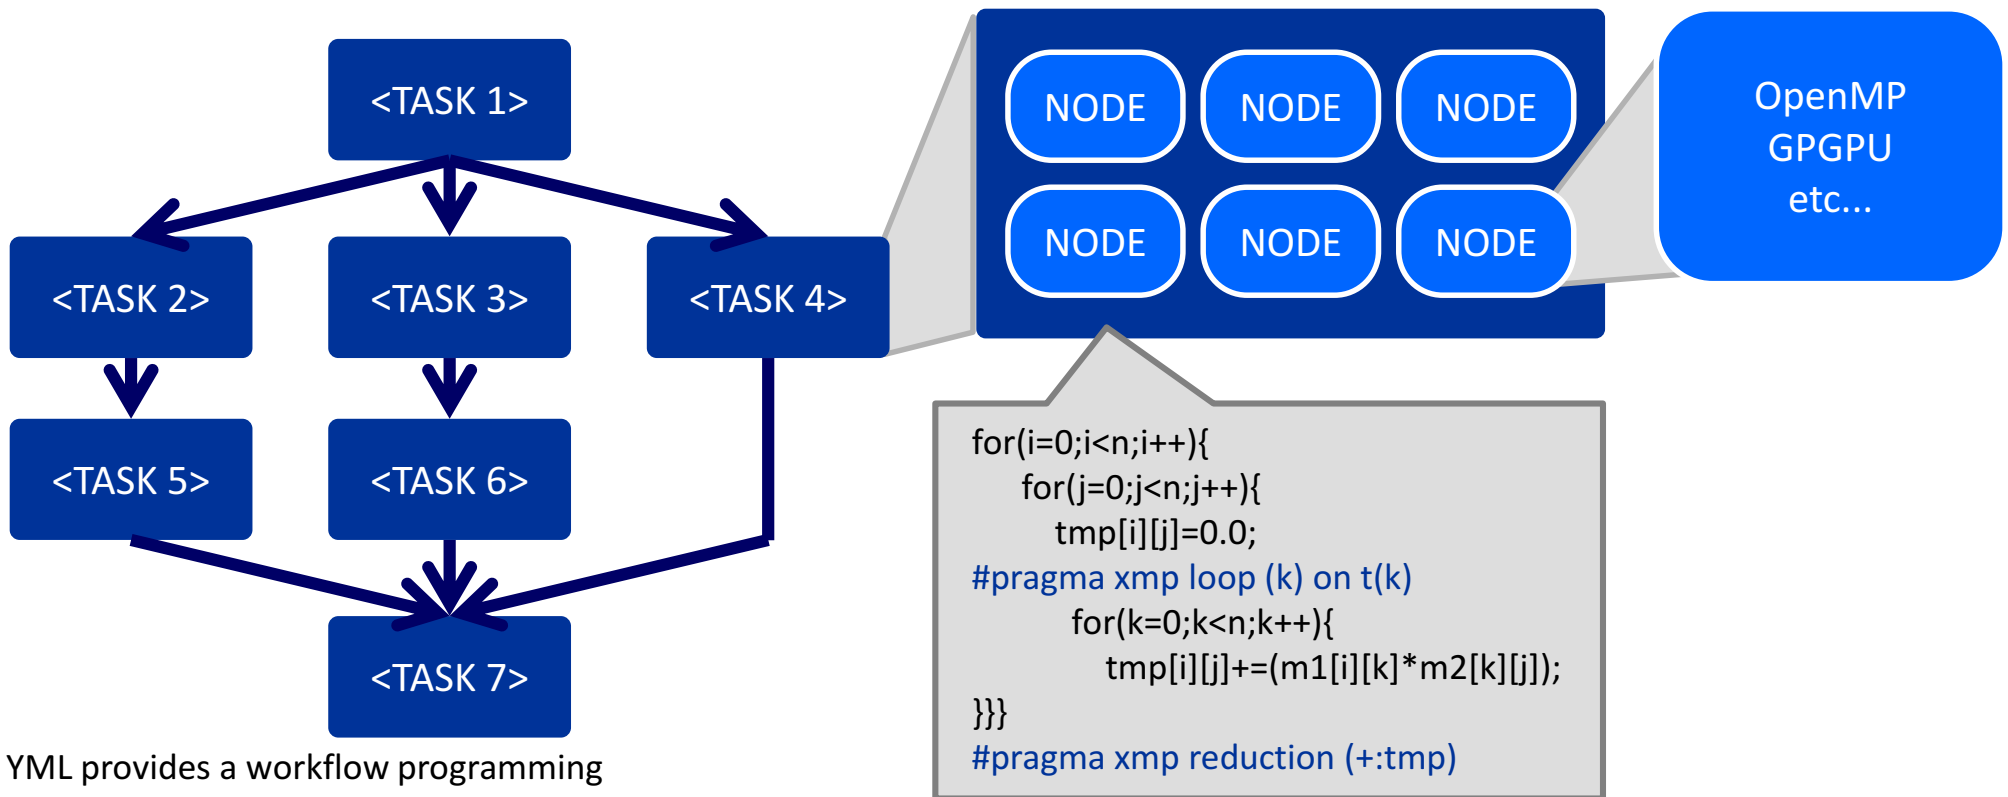 <TASK 1>
<TASK 2>
<TASK 3>
<TASK 4>
<TASK 5>
<TASK 6>
<TASK 7>
YML provides a workflow programming
NODE
NODE
NODE
NODE
NODE
NODE
OpenMP
GPGPU
etc...
for(i=0;i<n;i++){
for(j=0;j<n;j++){
tmp[i][j]=0.0;
#pragma xmp loop (k) on t(k)
for(k=0;k<n;k++){
tmp[i][j]+=(m1[i][k]*m2[k][j]);
}}}
#pragma xmp reduction (+:tmp)